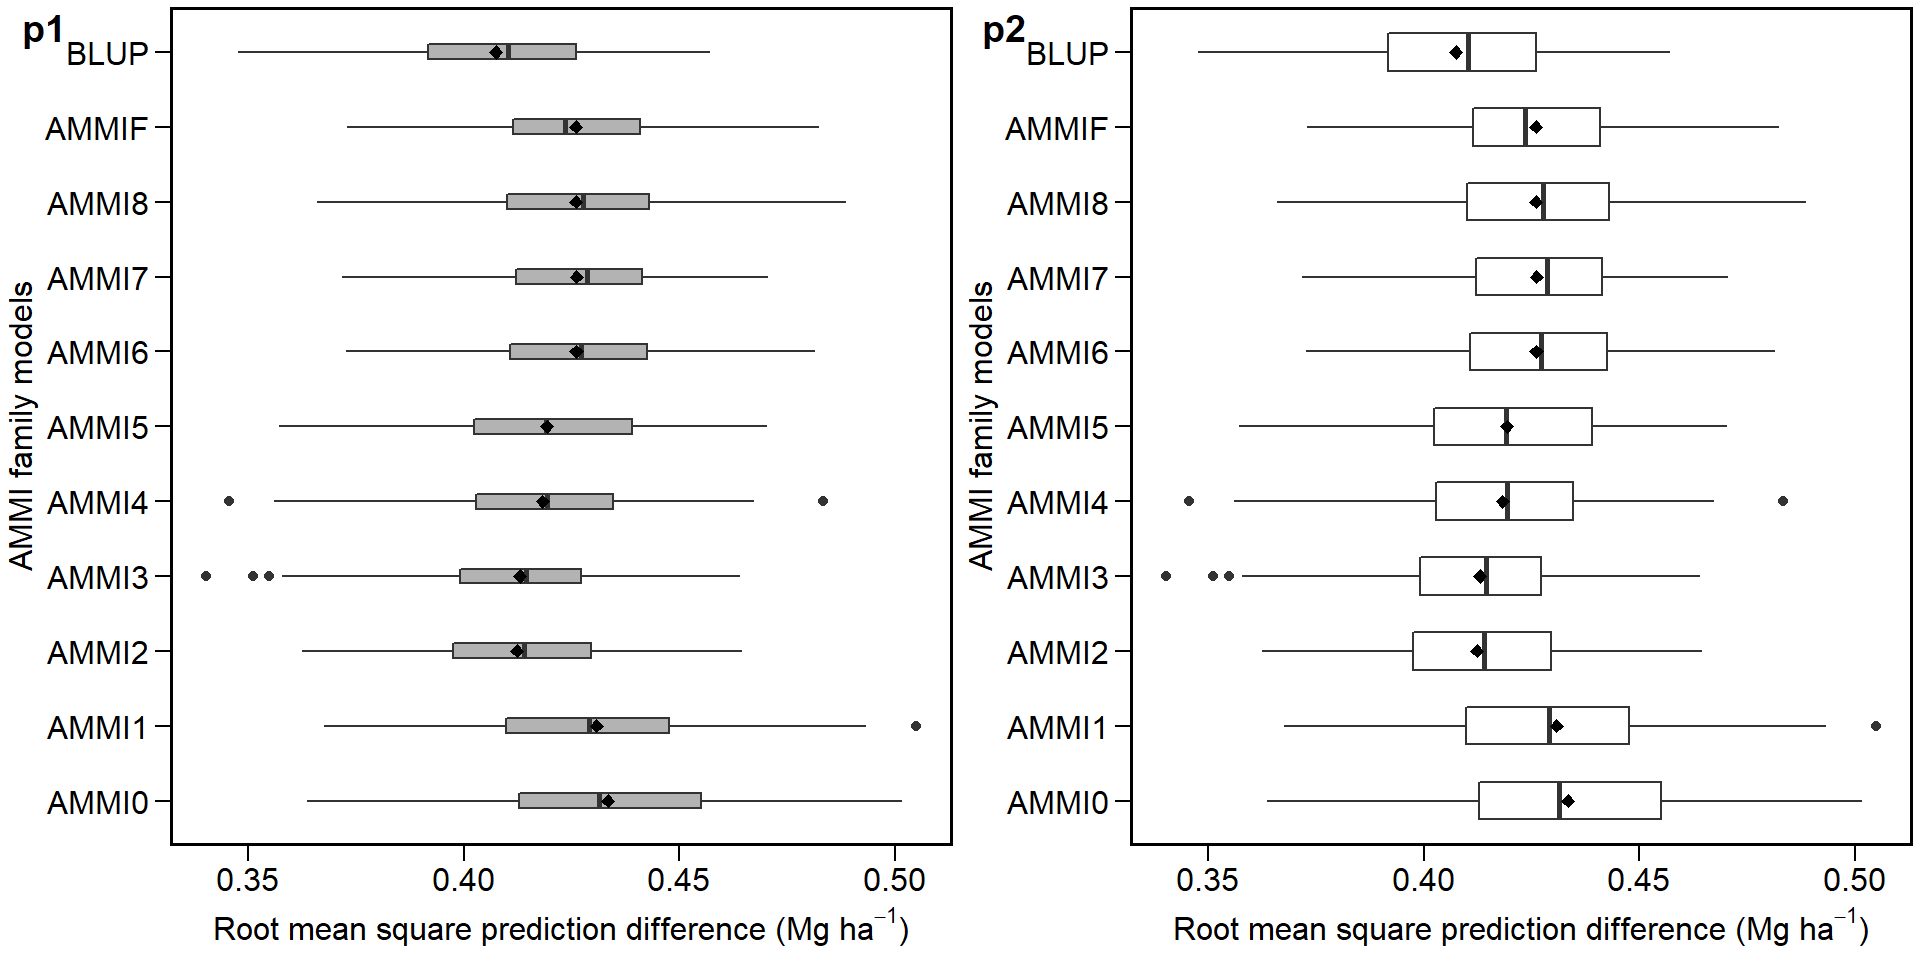 p1
BLUP
AMMIF
AMMI8
AMMI7
AMMI6
AMMI5
AMMI4
AMMI3
AMMI2
AMMI1
AMMI0
AMMI family models
0.35 0.40 0.45 0.50
Root mean square prediction difference (Mg ha⁻¹)
p2
BLUP
AMMIF
AMMI8
AMMI7
AMMI6
AMMI5
AMMI4
AMMI3
AMMI2
AMMI1
AMMI0
AMMI family models
0.35 0.40 0.45 0.50
Root mean square prediction difference (Mg ha⁻¹)